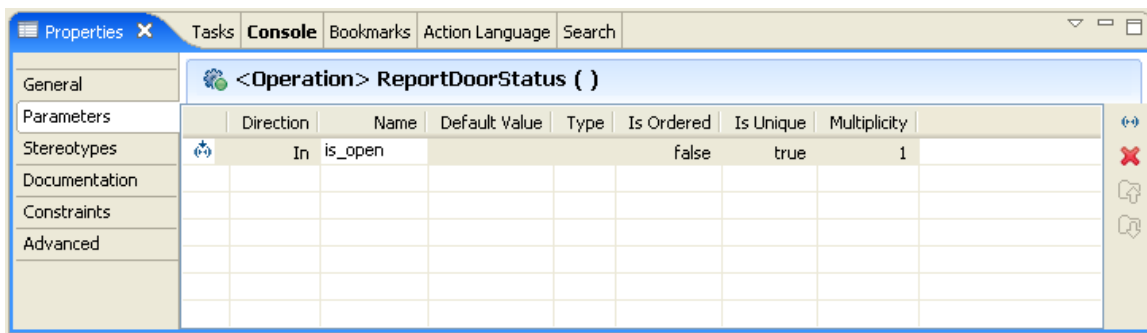 Properties Tasks Console Bookmarks Action Language Search
<Operation> ReportDoorStatus ( )
General
Parameters
Stereotypes
Documentation
Constraints
Advanced
Direction Name Default Value Type Is Ordered Is Unique Multiplicity
In is_open false true 1